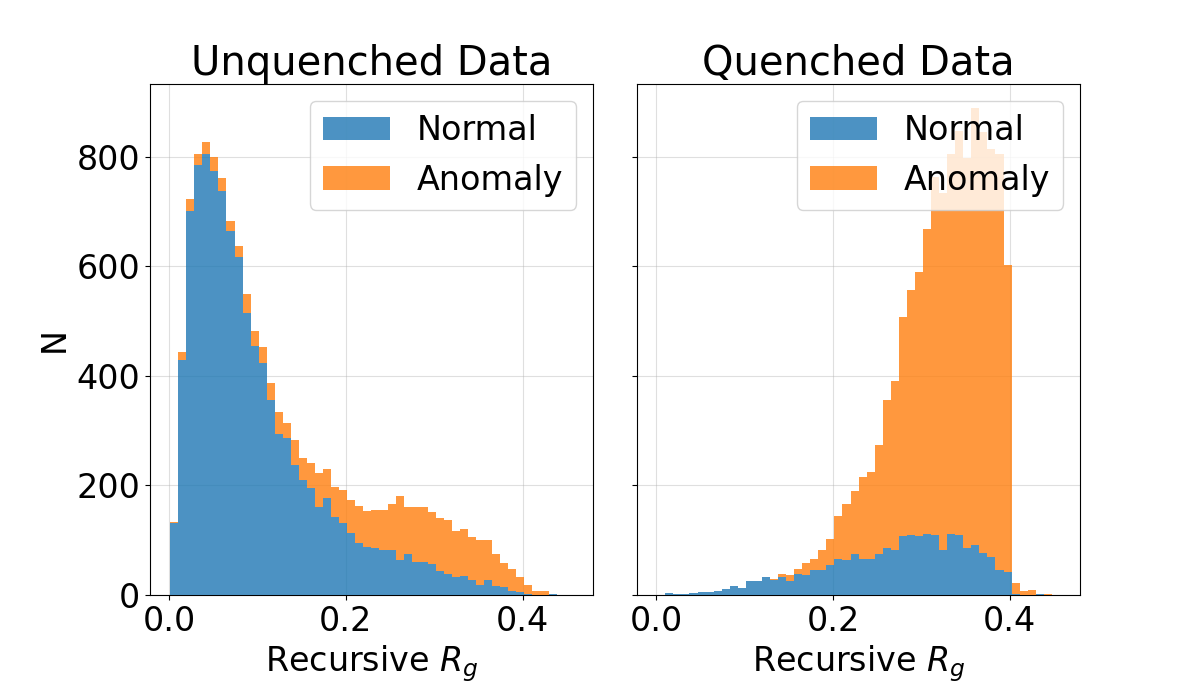 Unquenched Data
Quenched Data
Normal
Anomaly
Normal
Anomaly
N
800
600
400
200
0
0.0
0.2
0.4
0.0
0.2
0.4
Recursive R_g
Recursive R_g